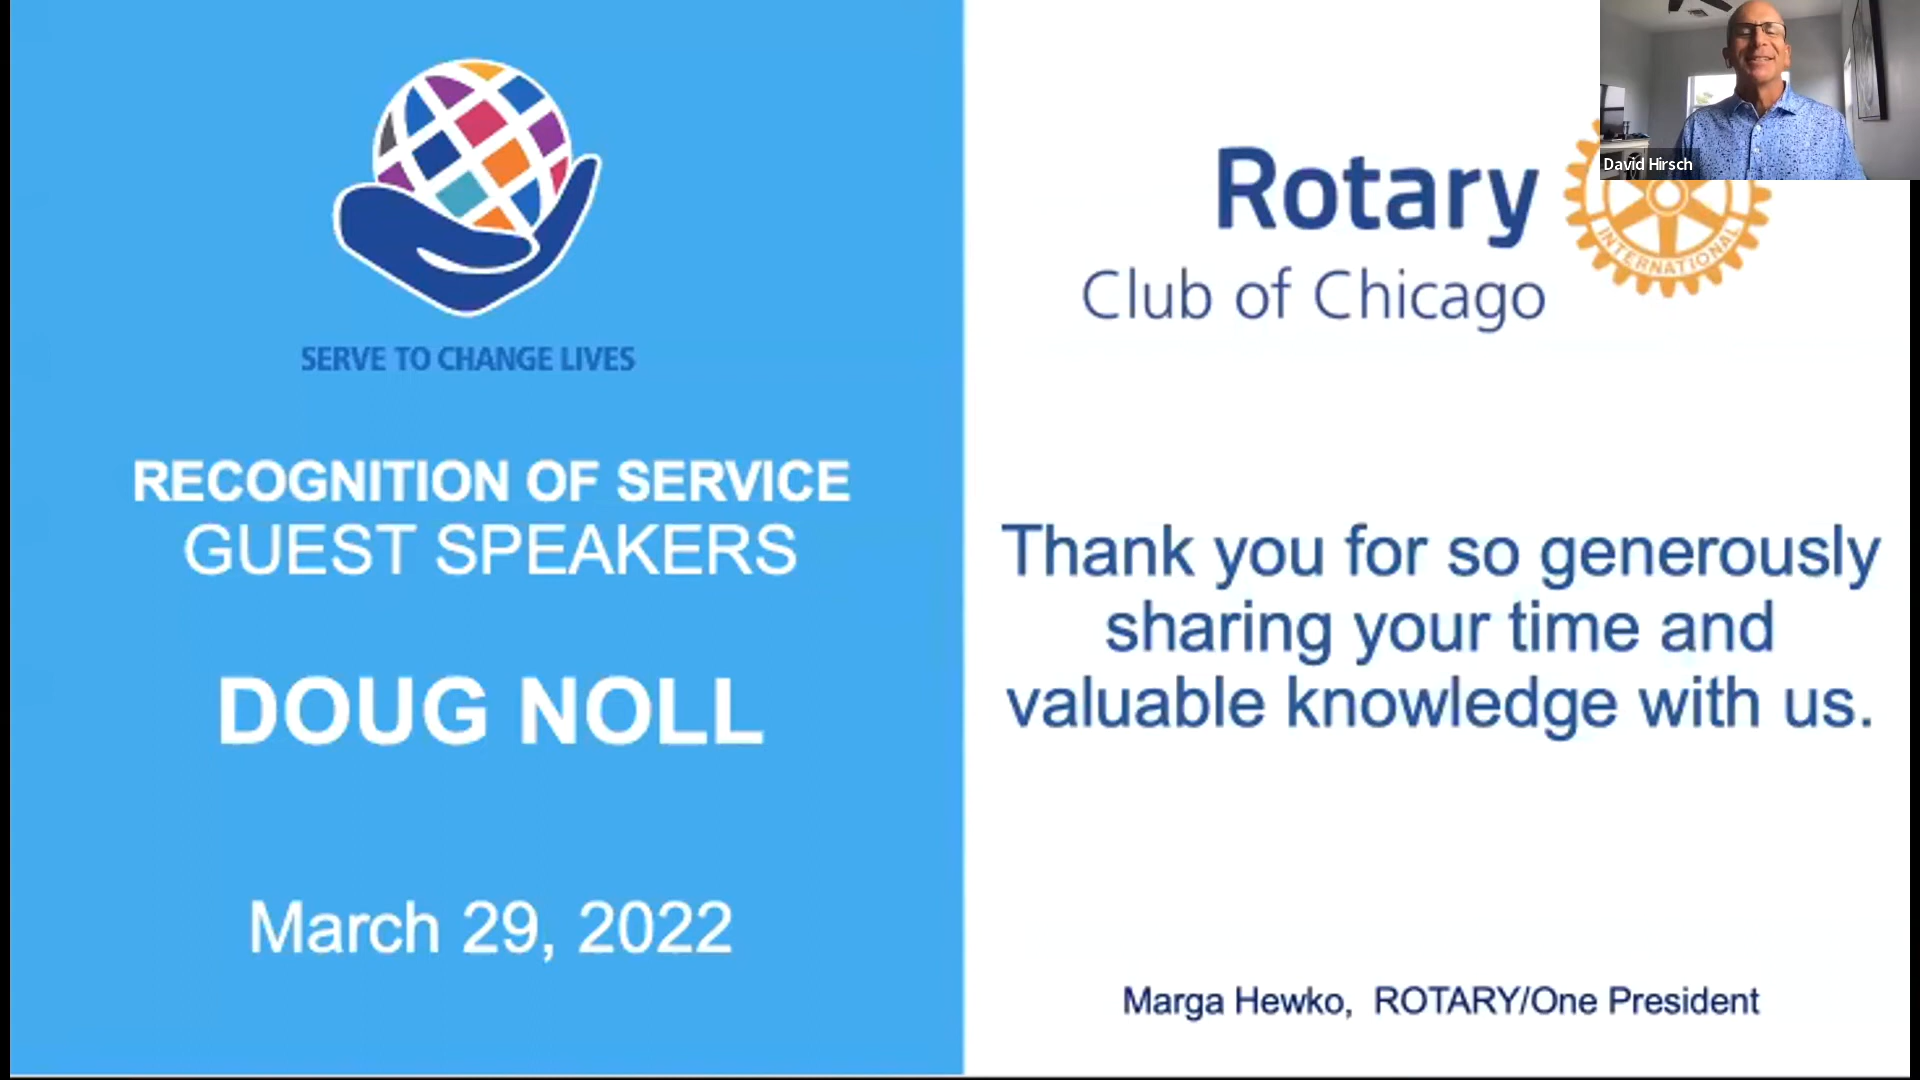 SERVE TO CHANGE LIVES
RECOGNITION OF SERVICE
GUEST SPEAKERS
DOUG NOLL
March 29, 2022
Rotary
INTERNATIONAL
Club of Chicago
Thank you for so generously
sharing your time and
valuable knowledge with us.
Marga Hewko, ROTARY/One President
David Hirsch